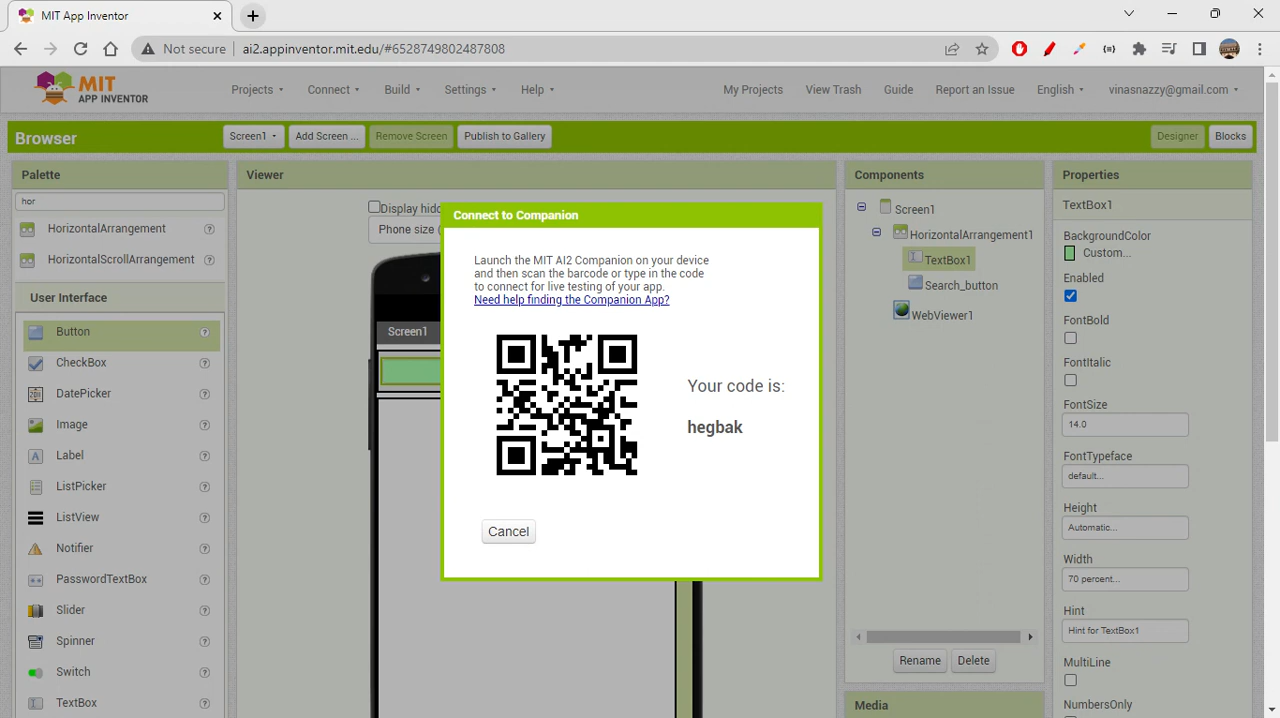 MIT App Inventor
Not secure
ai2.appinventor.mit.edu/#6528749802487808
MIT
APP INVENTOR
Projects
Connect
Build
Settings
Help
My Projects
View Trash
Guide
Report an Issue
English
vinasnazzy@gmail.com
Browser
Screen1
Add Screen ...
Remove Screen
Publish to Gallery
Designer
Blocks
Palette
hor
HorizontalArrangement
HorizontalScrollArrangement
User Interface
Button
CheckBox
DatePicker
Image
Label
ListPicker
ListView
Notifier
PasswordTextBox
Slider
Spinner
Switch
TextBox
Viewer
Display hidd
Phone size (
Screen1
Connect to Companion
Launch the MIT AI2 Companion on your device
and then scan the barcode or type in the code
to connect for live testing of your app.
Need help finding the Companion App?
Your code is:
hegbak
Cancel
Components
Screen1
HorizontalArrangement1
TextBox1
Search_button
WebViewer1
Rename
Delete
Media
Properties
TextBox1
BackgroundColor
Custom...
Enabled
FontBold
FontItalic
FontSize
14.0
FontTypeface
default...
Height
Automatic...
Width
70 percent...
Hint
Hint for TextBox1
MultiLine
NumbersOnly